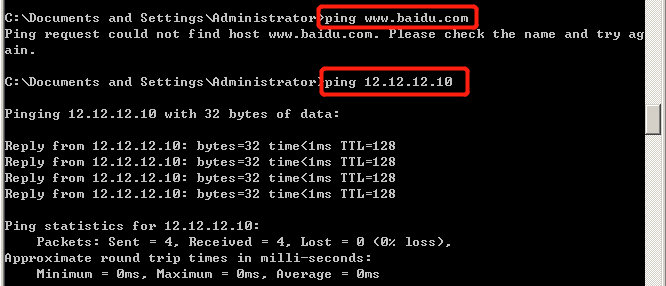 C:\Documents and Settings\Administrator>ping www.baidu.com
Ping request could not find host www.baidu.com. Please check the name and try ag
ain.
C:\Documents and Settings\Administrator>ping 12.12.12.10
Pinging 12.12.12.10 with 32 bytes of data:
Reply from 12.12.12.10: bytes=32 time<1ms TTL=128
Reply from 12.12.12.10: bytes=32 time<1ms TTL=128
Reply from 12.12.12.10: bytes=32 time<1ms TTL=128
Reply from 12.12.12.10: bytes=32 time<1ms TTL=128
Ping statistics for 12.12.12.10:
    Packets: Sent = 4, Received = 4, Lost = 0 (0% loss),
Approximate round trip times in milli-seconds:
    Minimum = 0ms, Maximum = 0ms, Average = 0ms